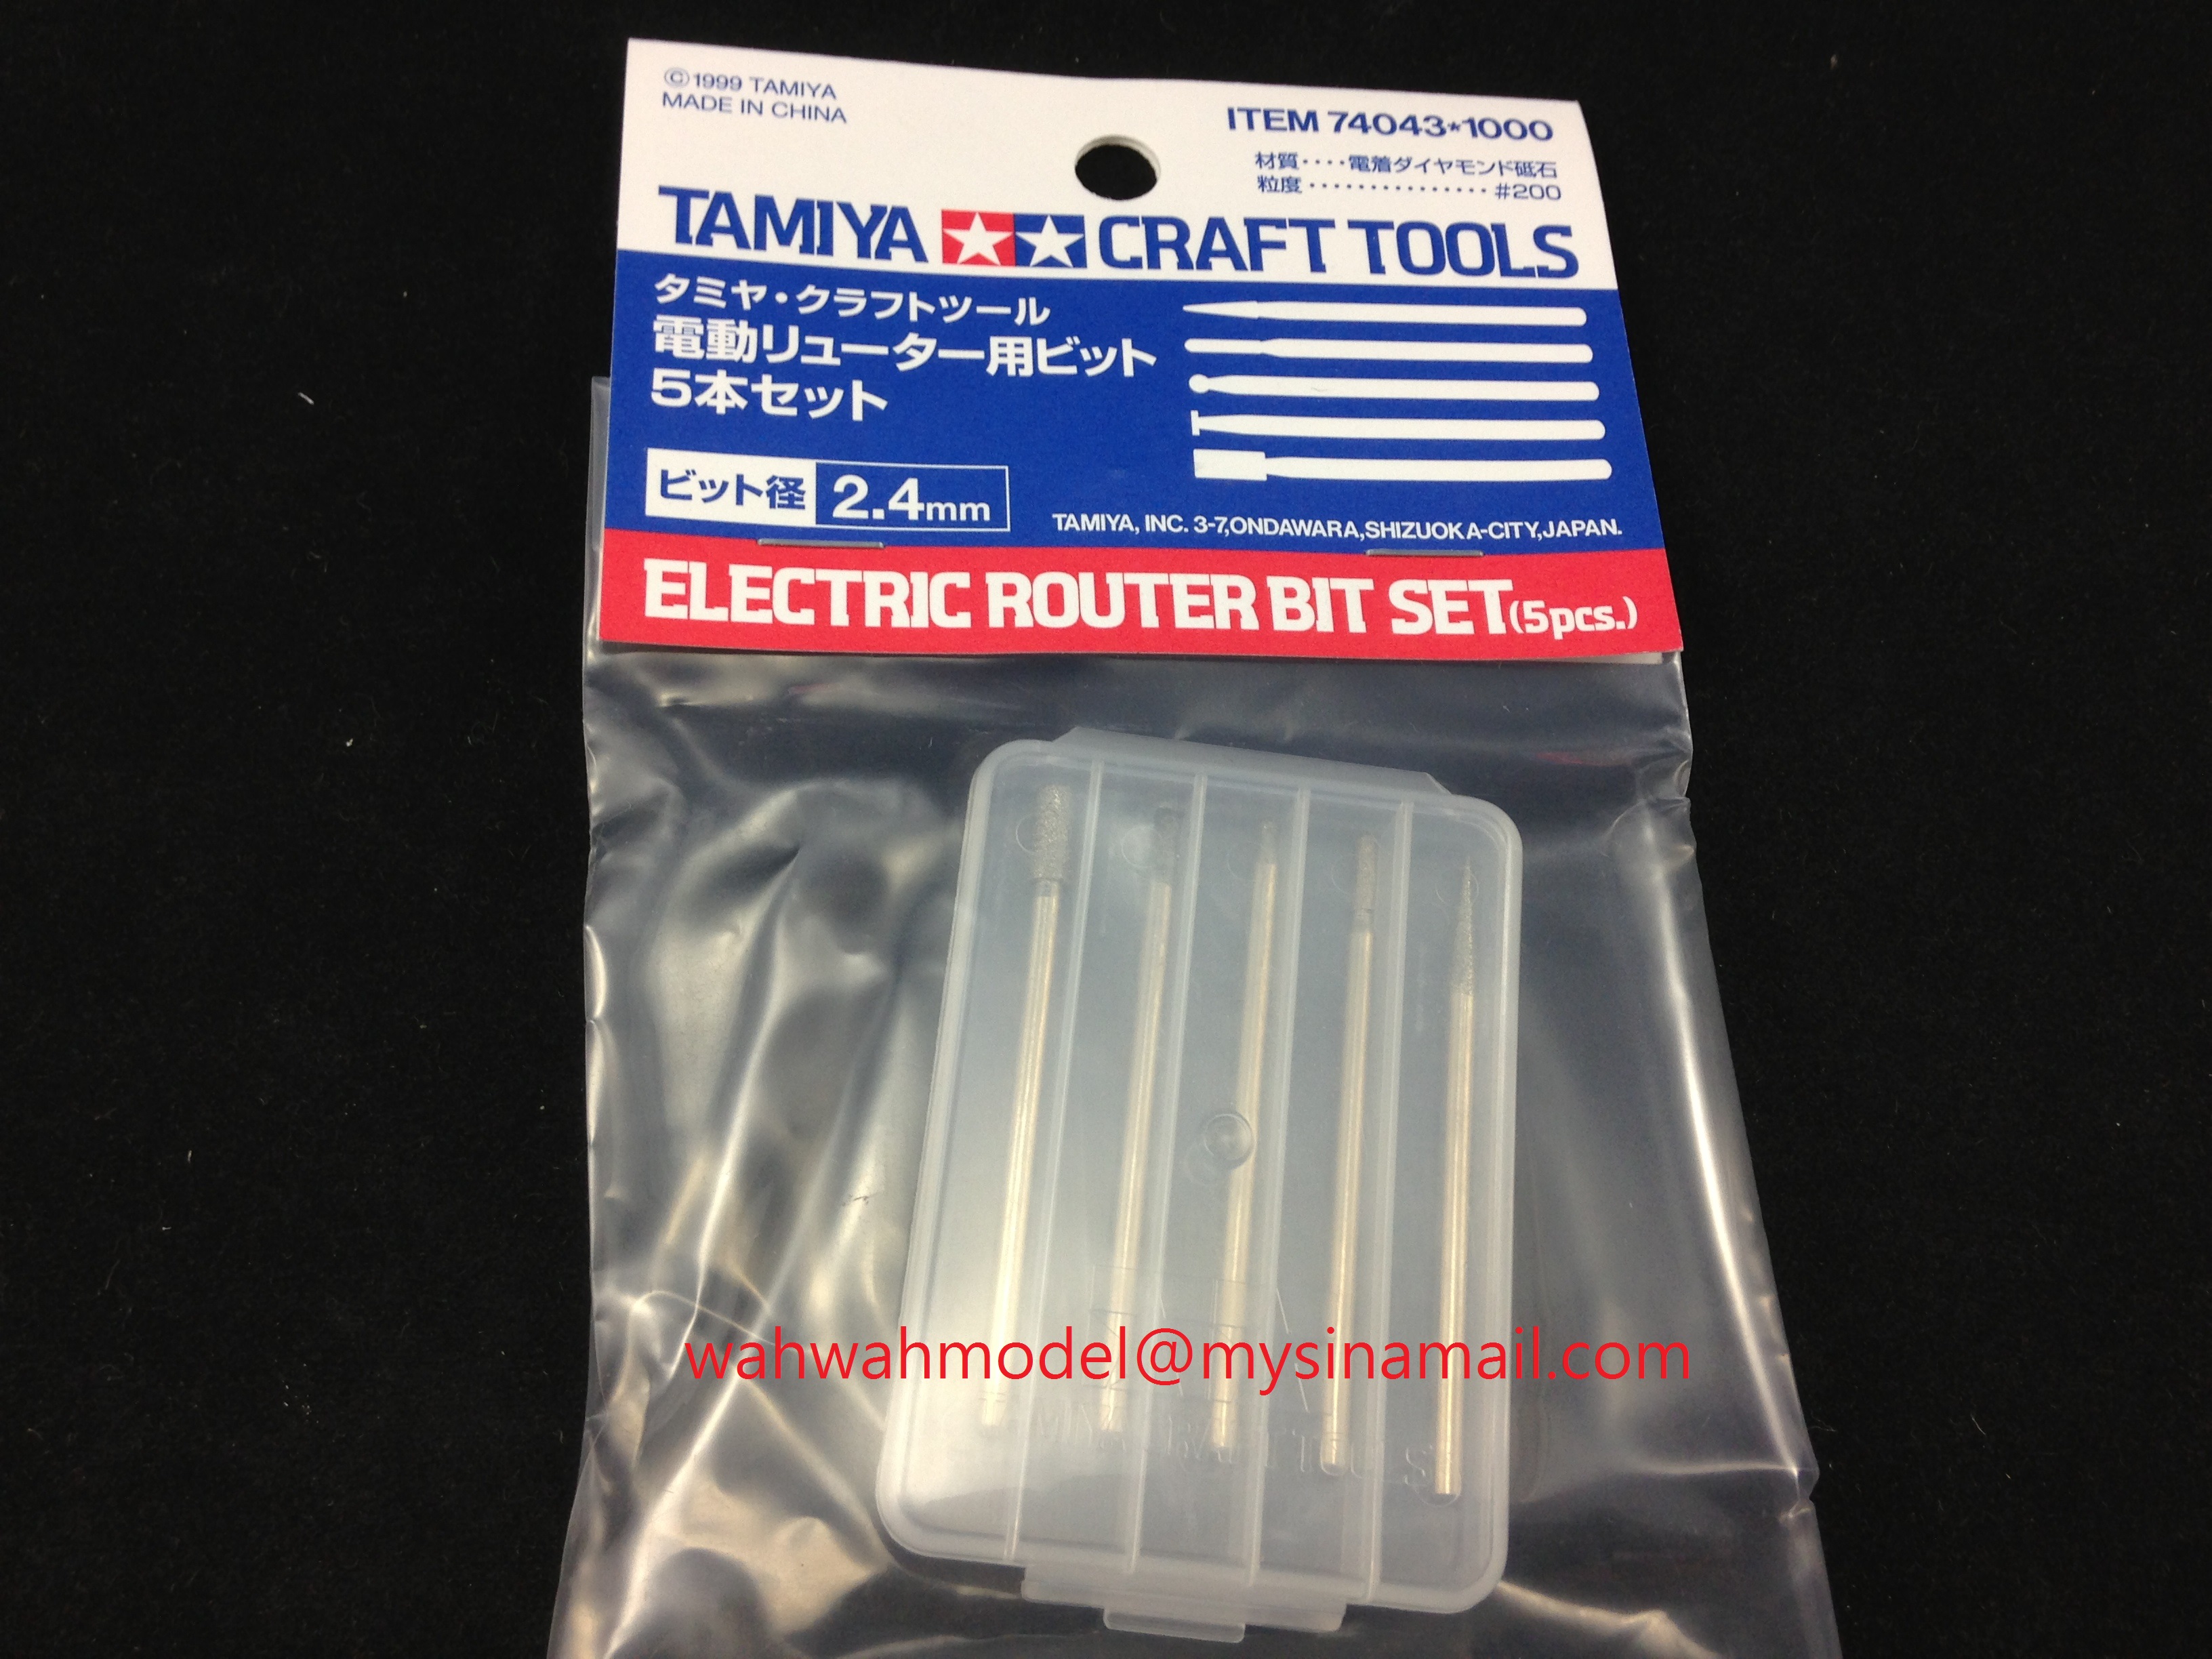 ©1999 TAMIYA
MADE IN CHINA
ITEM 74043*1000
材質････電着ダイヤモンド砥石
粒度･･･････････････#200
TAMIYA CRAFT TOOLS
タミヤ・クラフトツール
電動リューター用ビット
5本セット
ビット径 2.4mm
TAMIYA, INC. 3-7,ONDAWARA,SHIZUOKA-CITY,JAPAN.
ELECTRIC ROUTER BIT SET(5pcs.)
wahwahmodel@mysinamail.com
CRAFT TOOLS